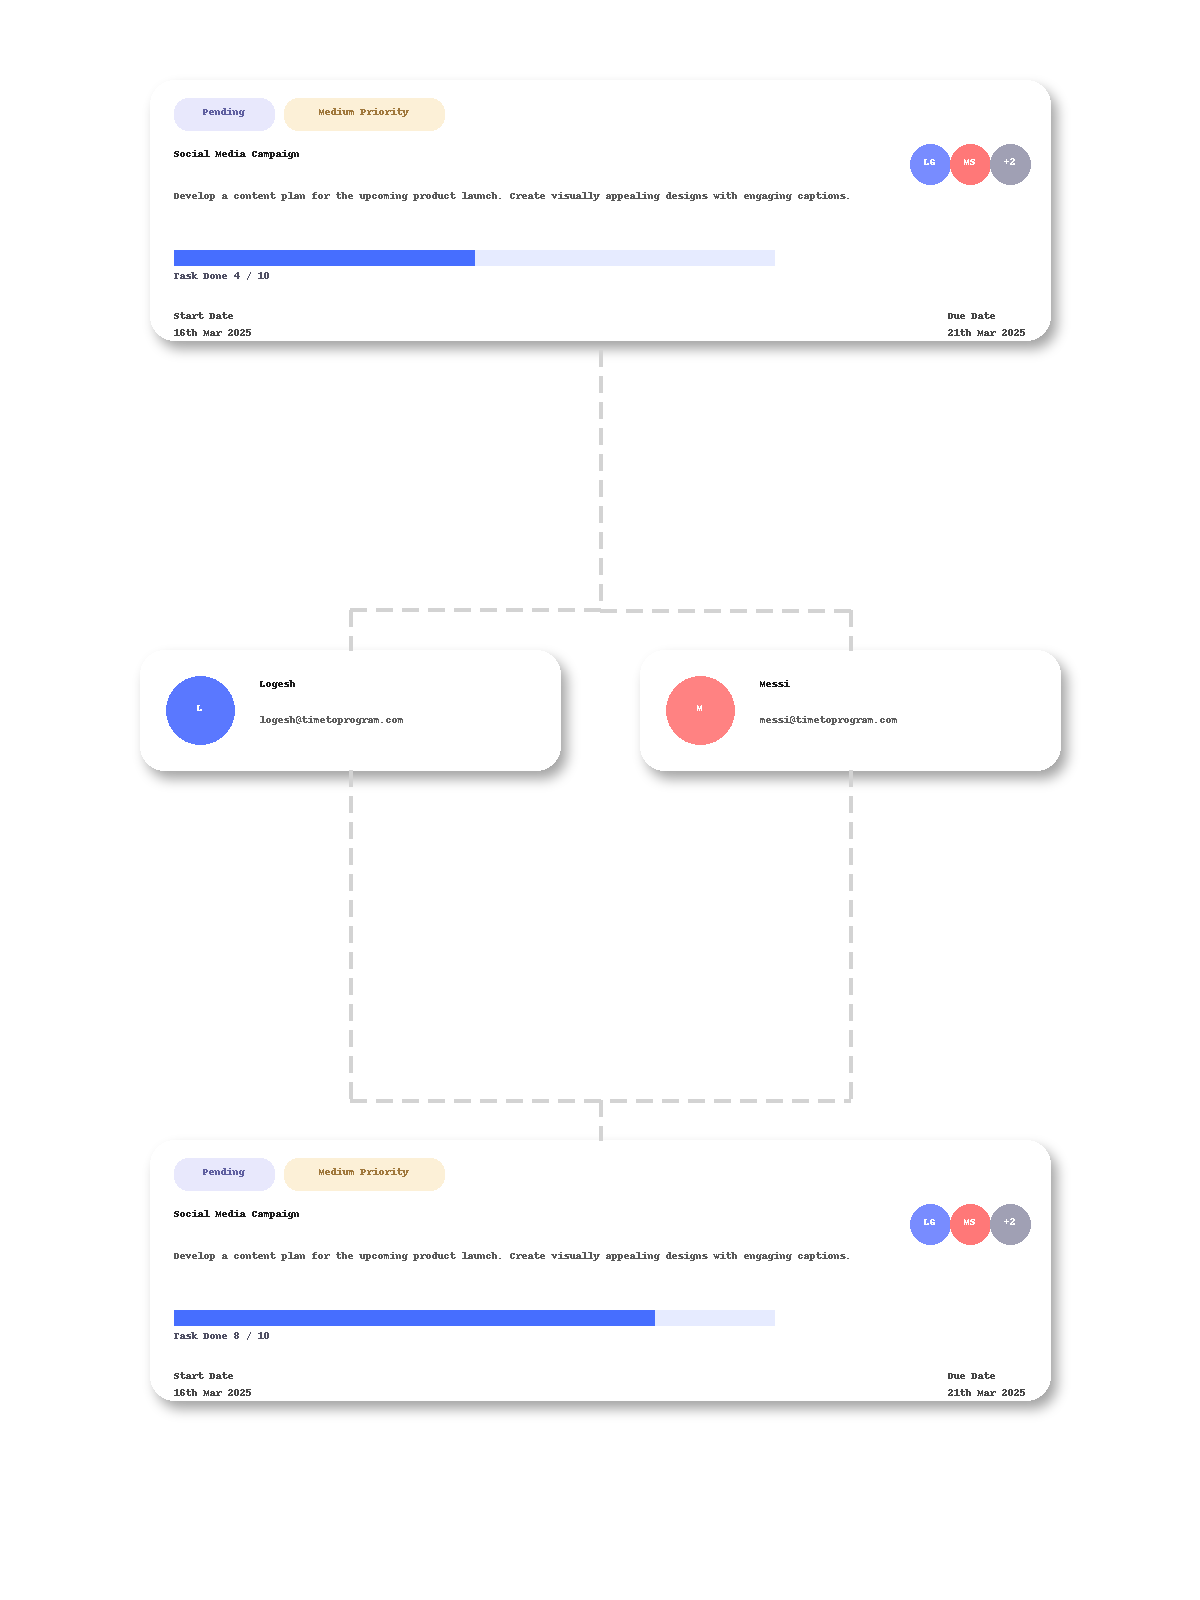 Pending Medium Priority
Social Media Campaign
LG MS +2
Develop a content plan for the upcoming product launch. Create visually appealing designs with engaging captions.
Task Done 4 / 10
Start Date Due Date
16th Mar 2025 21th Mar 2025
L Logesh
logesh@timetoprogram.com
M Messi
messi@timetoprogram.com
Pending Medium Priority
Social Media Campaign
LG MS +2
Develop a content plan for the upcoming product launch. Create visually appealing designs with engaging captions.
Task Done 8 / 10
Start Date Due Date
16th Mar 2025 21th Mar 2025